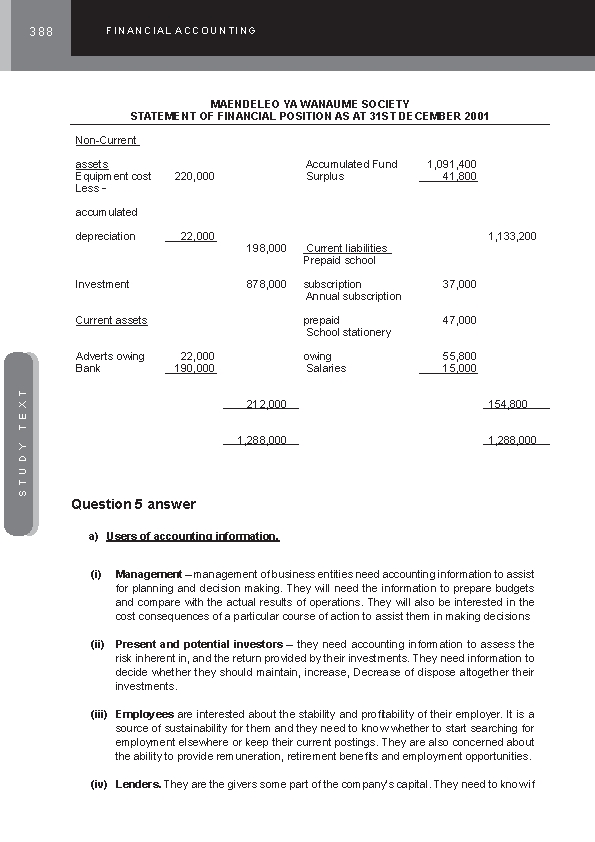 388
FINANCIAL ACCOUNTING
MAENDELEO YA WANAUME SOCIETY
STATEMENT OF FINANCIAL POSITION AS AT 31ST DECEMBER 2001
Non-Current
assets Accumulated Fund 1,091,400
Equipment cost 220,000 Surplus 41,800
Less -
accumulated
depreciation 22,000 1,133,200
198,000 Current liabilities
Prepaid school
Investment 878,000 subscription 37,000
Annual subscription
Current assets prepaid 47,000
School stationery
Adverts owing 22,000 owing 55,800
Bank 190,000 Salaries 15,000
212,000 154,800
1,288,000 1,288,000
STUDY TEXT
Question 5 answer
a) Users of accounting information.
(i) Management – management of business entities need accounting information to assist
for planning and decision making. They will need the information to prepare budgets
and compare with the actual results of operations. They will also be interested in the
cost consequences of a particular course of action to assist them in making decisions
(ii) Present and potential investors – they need accounting information to assess the
risk inherent in, and the return provided by their investments. They need information to
decide whether they should maintain, increase, Decrease of dispose altogether their
investments.
(iii) Employees are interested about the stability and profitability of their employer. It is a
source of sustainability for them and they need to know whether to start searching for
employment elsewhere or keep their current postings. They are also concerned about
the ability to provide remuneration, retirement benefits and employment opportunities.
(iv) Lenders. They are the givers some part of the company's capital. They need to know if